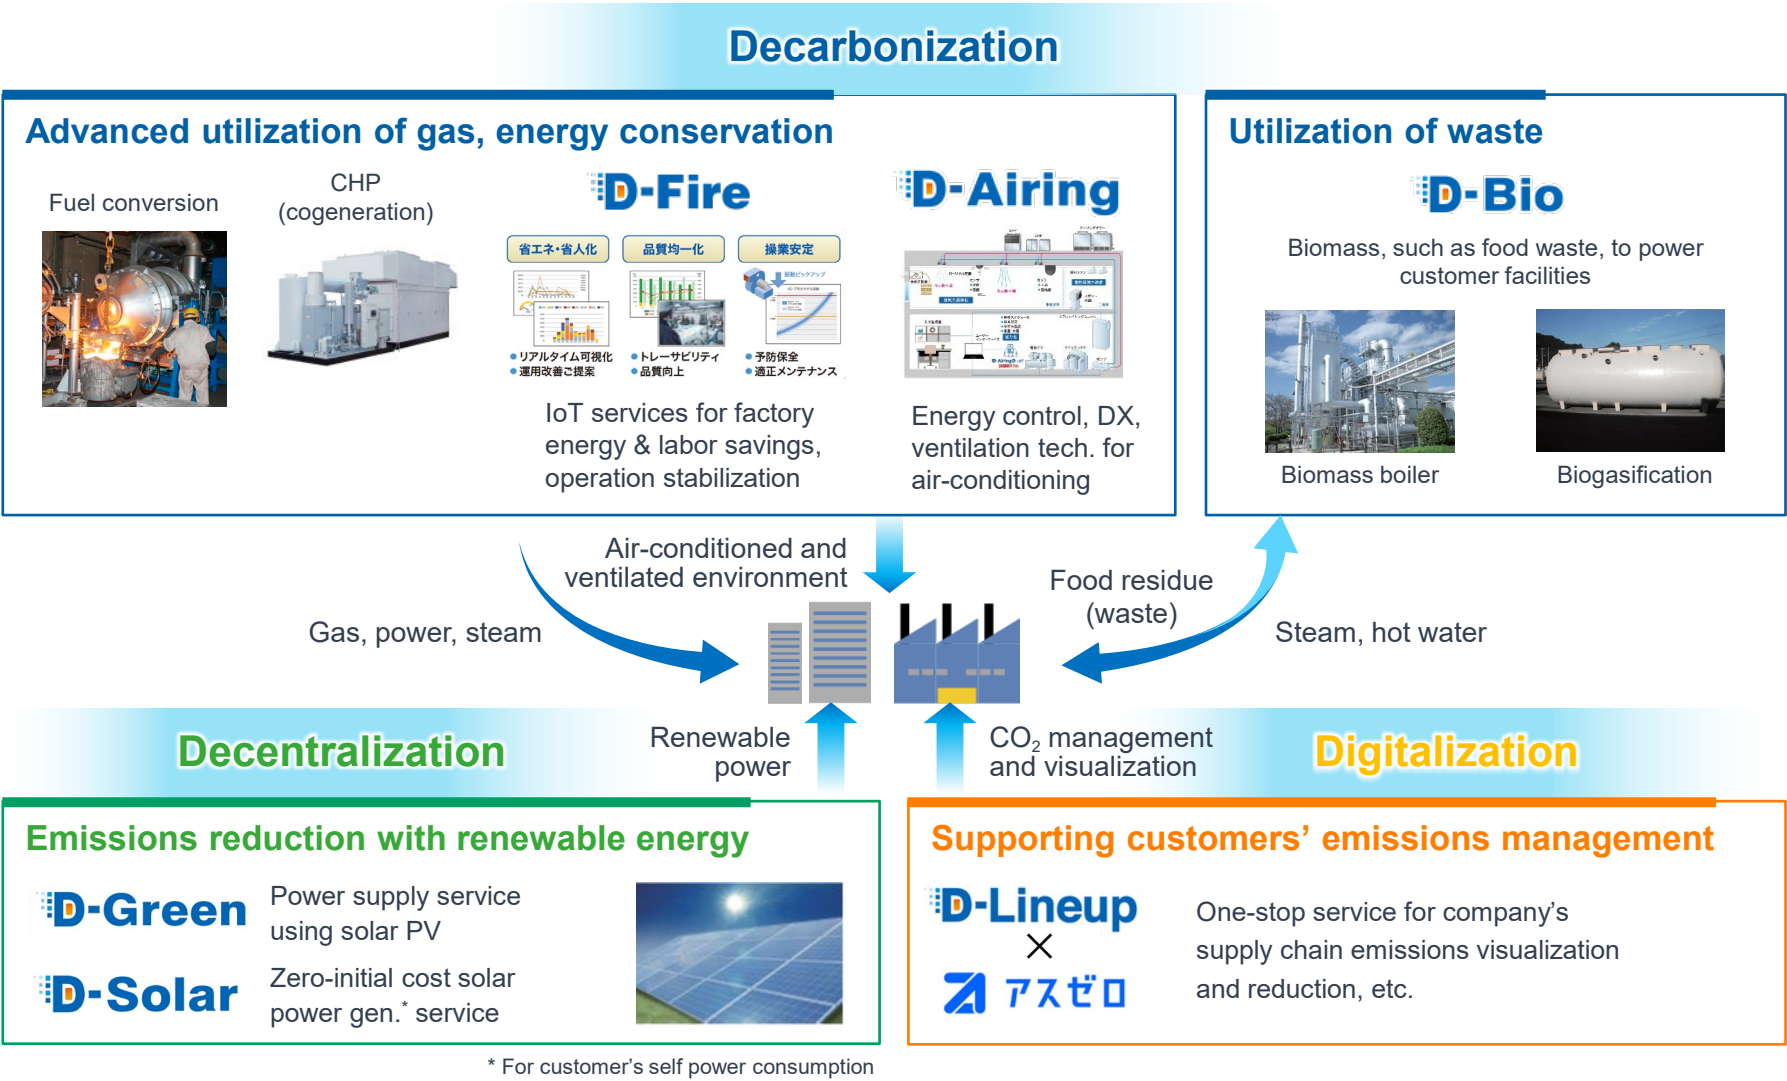 Decarbonization
Advanced utilization of gas, energy conservation
Fuel conversion
CHP
(cogeneration)
D-Fire
省エネ・省人化
品質均一化
操業安定
振動ピックアップ
リアルタイム可視化
運用改善ご提案
トレーサビリティ
品質向上
予防保全
適正メンテナンス
IoT services for factory
energy & labor savings,
operation stabilization
D-Airing
Energy control, DX,
ventilation tech. for
air-conditioning
Utilization of waste
D-Bio
Biomass, such as food waste, to power
customer facilities
Biomass boiler
Biogasification
Air-conditioned and
ventilated environment
Gas, power, steam
Food residue
(waste)
Steam, hot water
Decentralization
Renewable
power
CO₂ management
and visualization
Digitalization
Emissions reduction with renewable energy
D-Green
Power supply service
using solar PV
D-Solar
Zero-initial cost solar
power gen.* service
* For customer’s self power consumption
Supporting customers’ emissions management
D-Lineup
×
アスゼロ
One-stop service for company’s
supply chain emissions visualization
and reduction, etc.